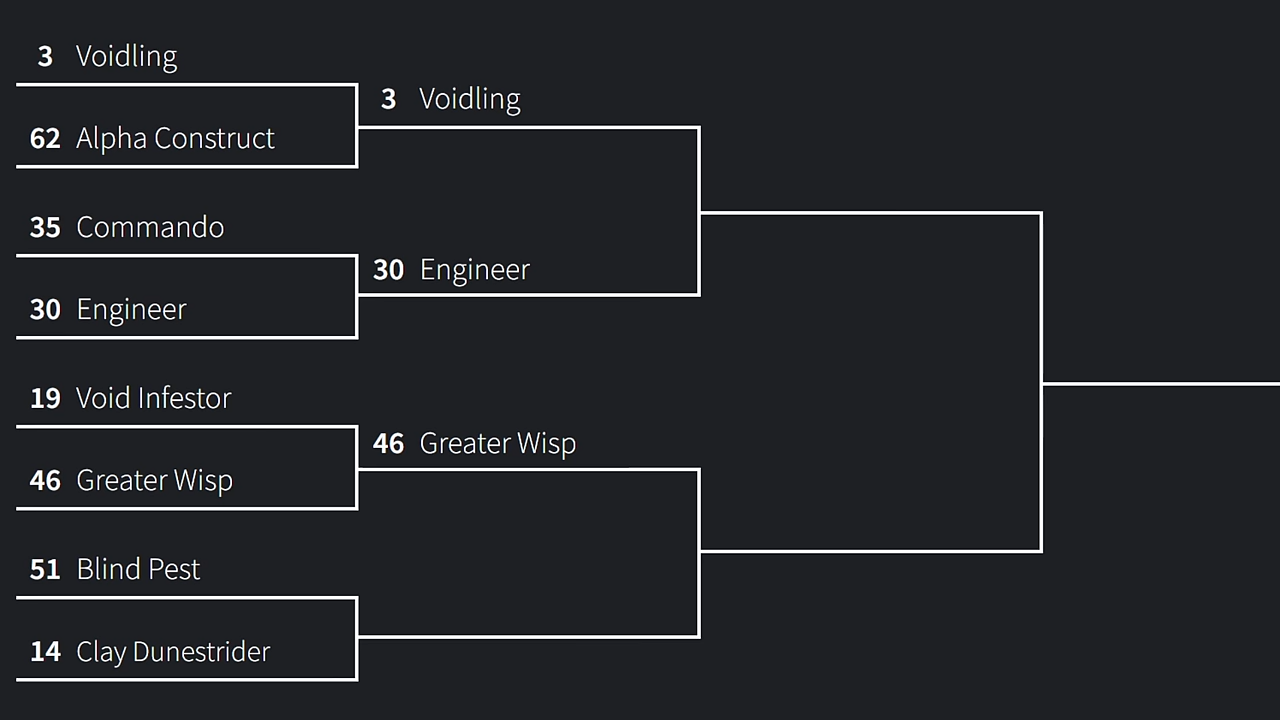 3 Voidling
62 Alpha Construct
35 Commando
30 Engineer
19 Void Infestor
46 Greater Wisp
51 Blind Pest
14 Clay Dunestrider
3 Voidling
30 Engineer
46 Greater Wisp